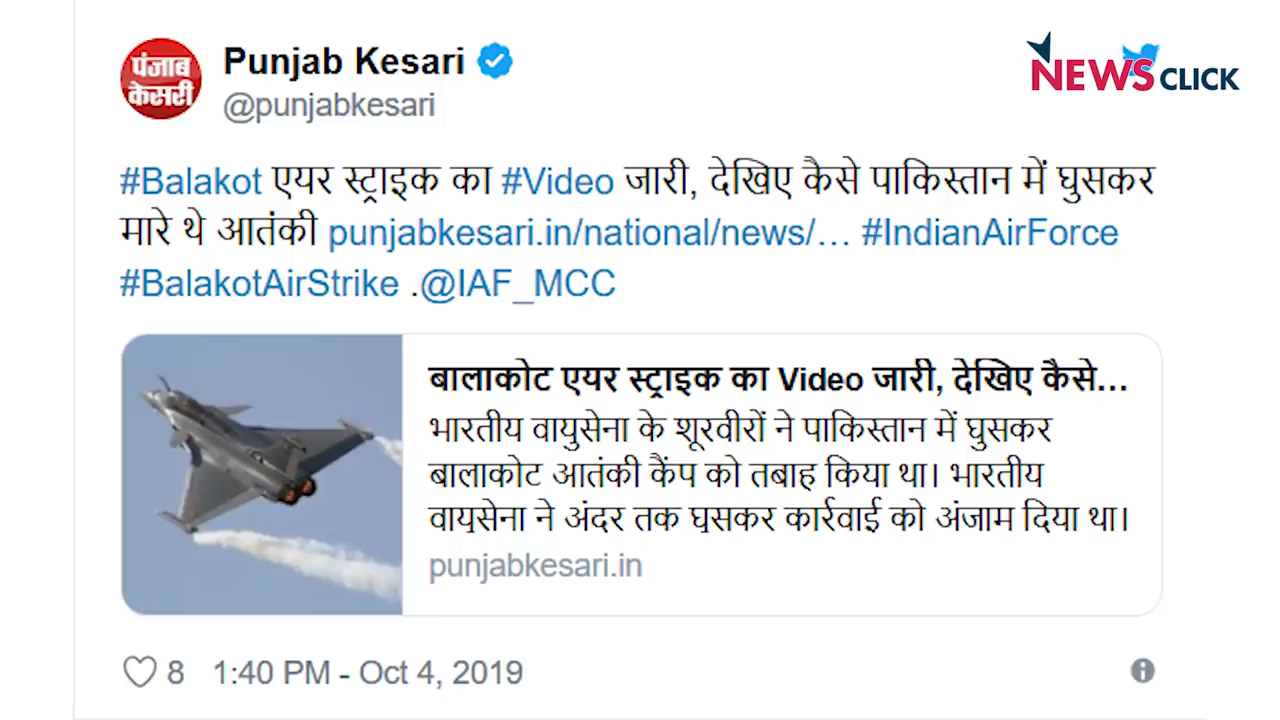 पंजाब
केसरी
Punjab Kesari
@punjabkesari
NEWSCLICK
#Balakot एयर स्ट्राइक का #Video जारी, देखिए कैसे पाकिस्तान में घुसकर
मारे थे आतंकी punjabkesari.in/national/news/… #IndianAirForce
#BalakotAirStrike .@IAF_MCC
बालाकोट एयर स्ट्राइक का Video जारी, देखिए कैसे...
भारतीय वायुसेना के शूरवीरों ने पाकिस्तान में घुसकर
बालाकोट आतंकी कैंप को तबाह किया था। भारतीय
वायुसेना ने अंदर तक घुसकर कार्रवाई को अंजाम दिया था।
punjabkesari.in
8 1:40 PM - Oct 4, 2019